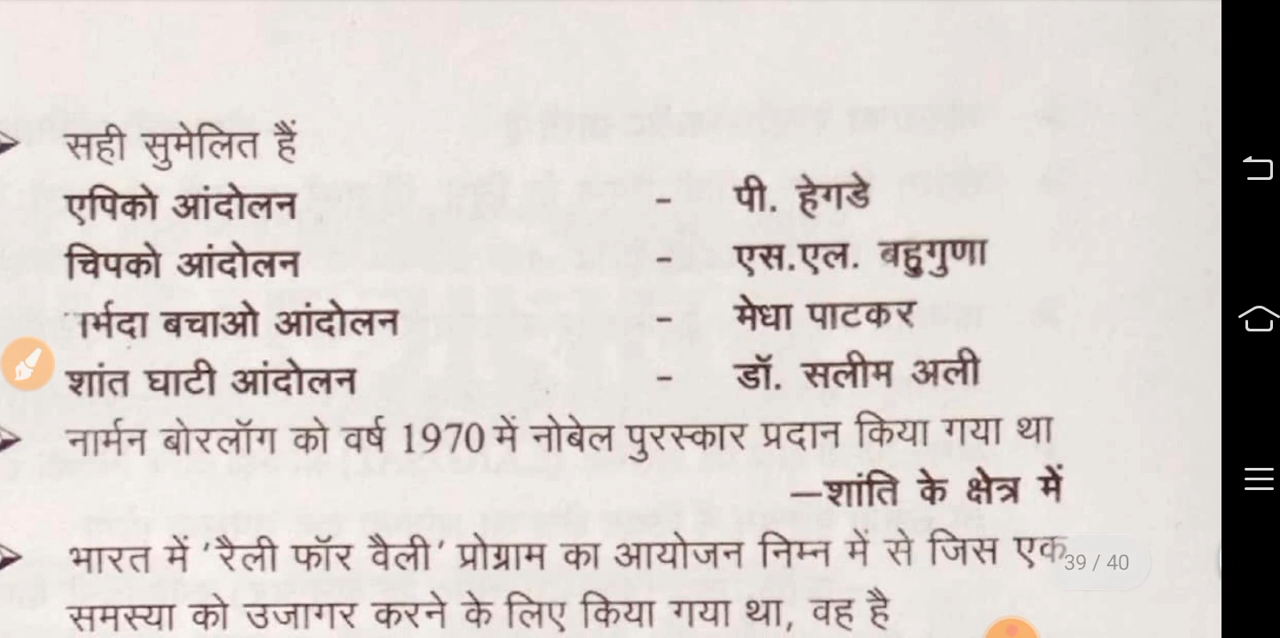 सही सुमेलित हैं
एपिको आंदोलन - पी. हेगडे
चिपको आंदोलन - एस.एल. बहुगुणा
नर्मदा बचाओ आंदोलन - मेधा पाटकर
शांत घाटी आंदोलन - डॉ. सलीम अली
नार्मन बोरलॉग को वर्ष 1970 में नोबेल पुरस्कार प्रदान किया गया था
—शांति के क्षेत्र में
भारत में 'रैली फॉर वैली' प्रोग्राम का आयोजन निम्न में से जिस एक
39 / 40
समस्या को उजागर करने के लिए किया गया था, वह है